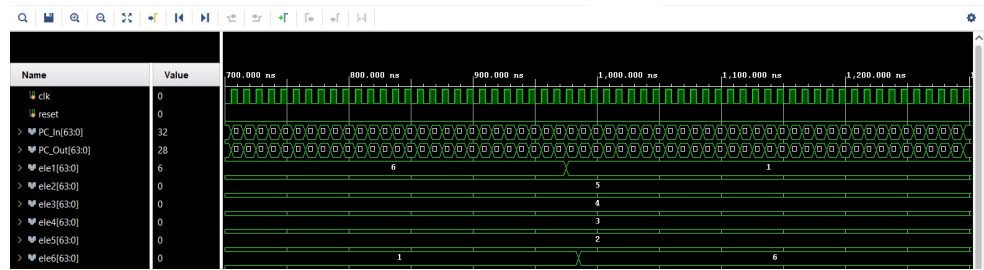 700.000 ns 800.000 ns 900.000 ns 1,000.000 ns 1,100.000 ns 1,200.000 ns
Name Value
clk 0
reset 0
PC_In[63:0] 32
PC_Out[63:0] 28
ele1[63:0] 6 6 1
ele2[63:0] 0 5
ele3[63:0] 0 4
ele4[63:0] 0 3
ele5[63:0] 0 2
ele6[63:0] 0 1 6